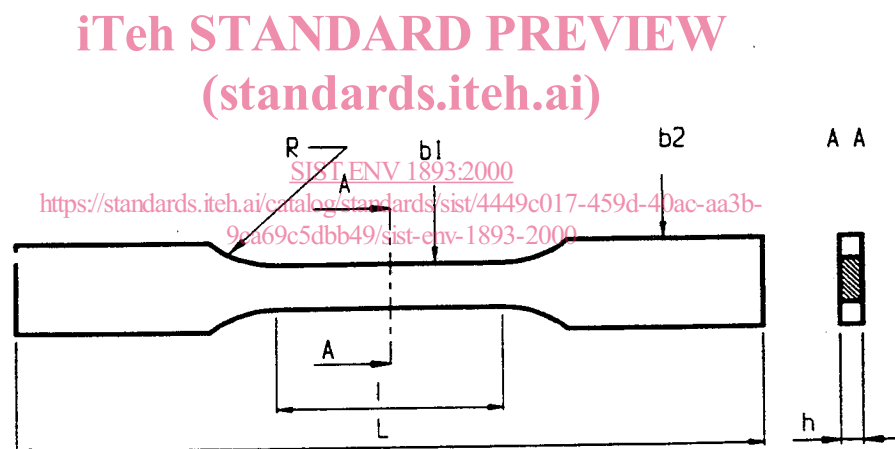 iTeh STANDARD PREVIEW
(standards.iteh.ai)
R
b1
b2
A A
SIST ENV 1893:2000
A
https://standards.iteh.ai/catalog/standards/sist/4449c017-459d-40ac-aa3b-
9ea69c5dbb49/sist-env-1893-2000
A
l
L
h